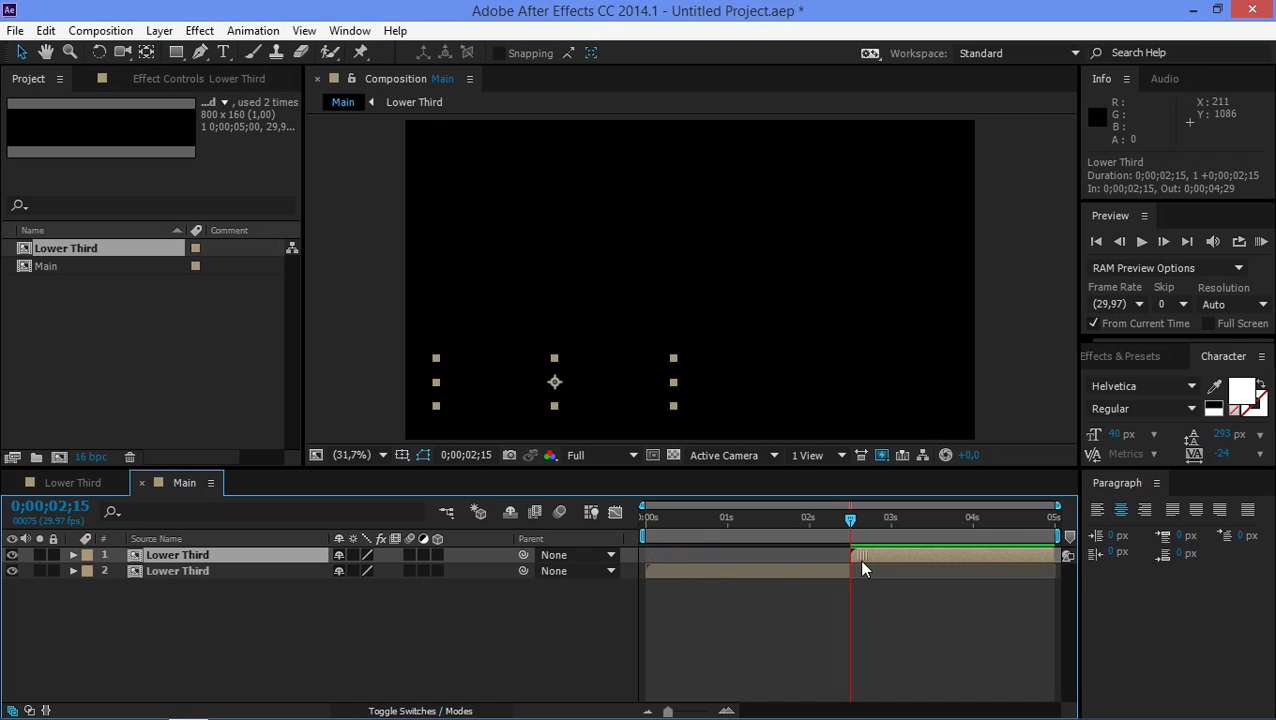 Ae
Adobe After Effects CC 2014.1 - Untitled Project.aep *
File Edit Composition Layer Effect Animation View Window Help
Snapping
Workspace: Standard
Search Help
Project
Effect Controls Lower Third
Composition Main
Info
Audio
...d ▼, used 2 times
800 x 160 (1,00)
1 0;00;05;00, 29,9...
Main
Lower Third
R:
G:
B:
A: 0
X: 211
Y: 1086
Lower Third
Duration: 0;00;02;15, 1 +0;00;02;15
In: 0;00;02;15, Out: 0;00;04;29
Preview
Name
Comment
Lower Third
Main
RAM Preview Options
Frame Rate Skip Resolution
(29,97) 0 Auto
From Current Time Full Screen
Effects & Presets
Character
Helvetica
Regular
40 px
293 px
Metrics
-24
16 bpc
(31,7%)
0;00;02;15
Full
Active Camera
1 View
+0,0
Lower Third
Main
Paragraph
0;00;02;15
00075 (29.97 fps)
:00s 01s 02s 03s 04s 05s
# Source Name
Parent
1 Lower Third
None
2 Lower Third
None
0 px
0 px
0 px
0 px
0 px
Toggle Switches / Modes